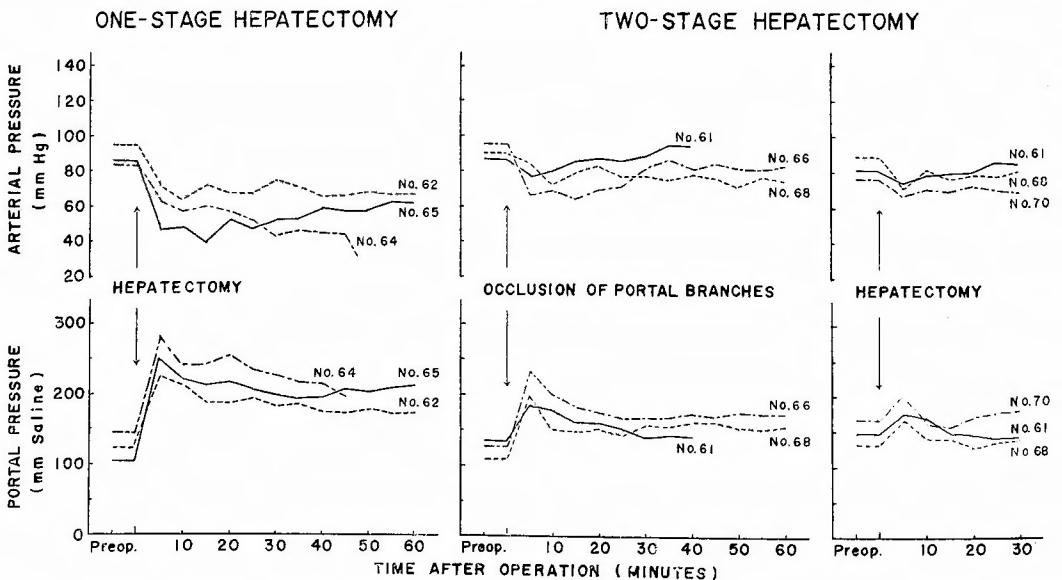 ONE-STAGE HEPATECTOMY
TWO-STAGE HEPATECTOMY
ARTERIAL PRESSURE
(mm Hg)
140
120
100
80
60
40
20
No.62
No.65
No.64
No.61
No.66
No.68
No.61
No.68
No.70
HEPATECTOMY
OCCLUSION OF PORTAL BRANCHES
HEPATECTOMY
PORTAL PRESSURE
(mm Saline)
300
200
100
0
No.64
No.65
No.62
No.66
No.68
No.61
No.70
No.61
No.68
Preop. 10 20 30 40 50 60
Preop. 10 20 30 40 50 60
Preop. 10 20 30
TIME AFTER OPERATION (MINUTES)